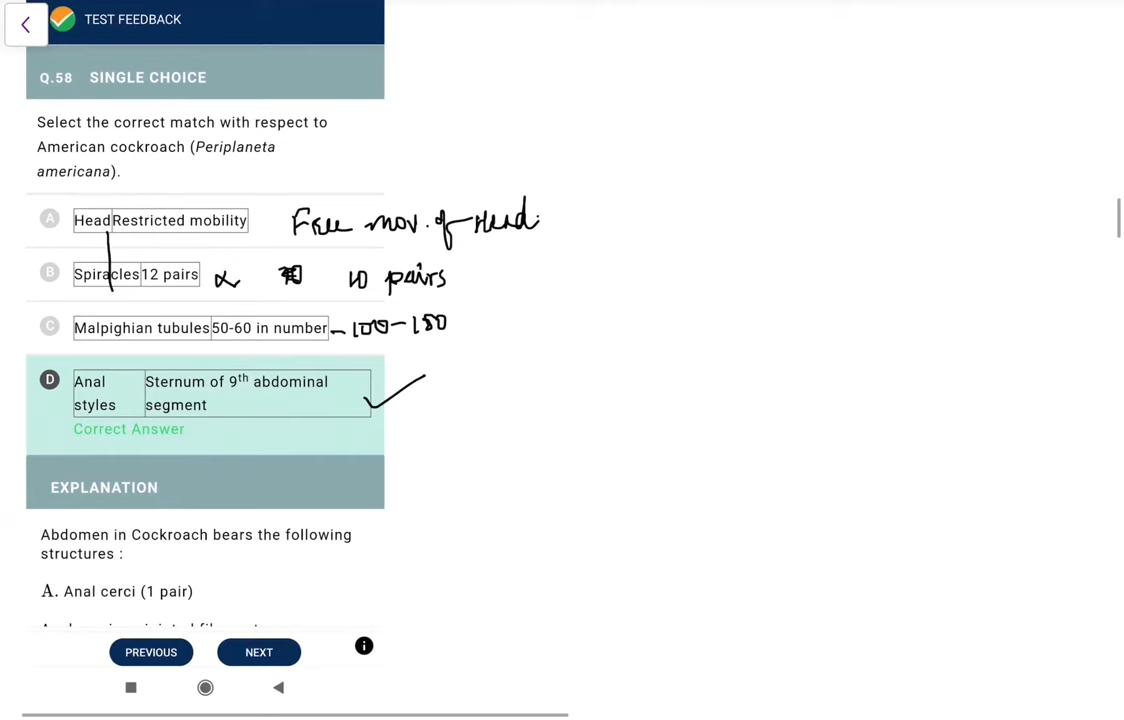 TEST FEEDBACK
Q.58 SINGLE CHOICE
Select the correct match with respect to
American cockroach (Periplaneta
americana).
A Head Restricted mobility Free mov. of Head
B Spiracles 12 pairs 10 pairs
C Malpighian tubules 50-60 in number - 100-150
D Anal styles Sternum of 9th abdominal segment
Correct Answer
EXPLANATION
Abdomen in Cockroach bears the following
structures :
A. Anal cerci (1 pair)
PREVIOUS NEXT